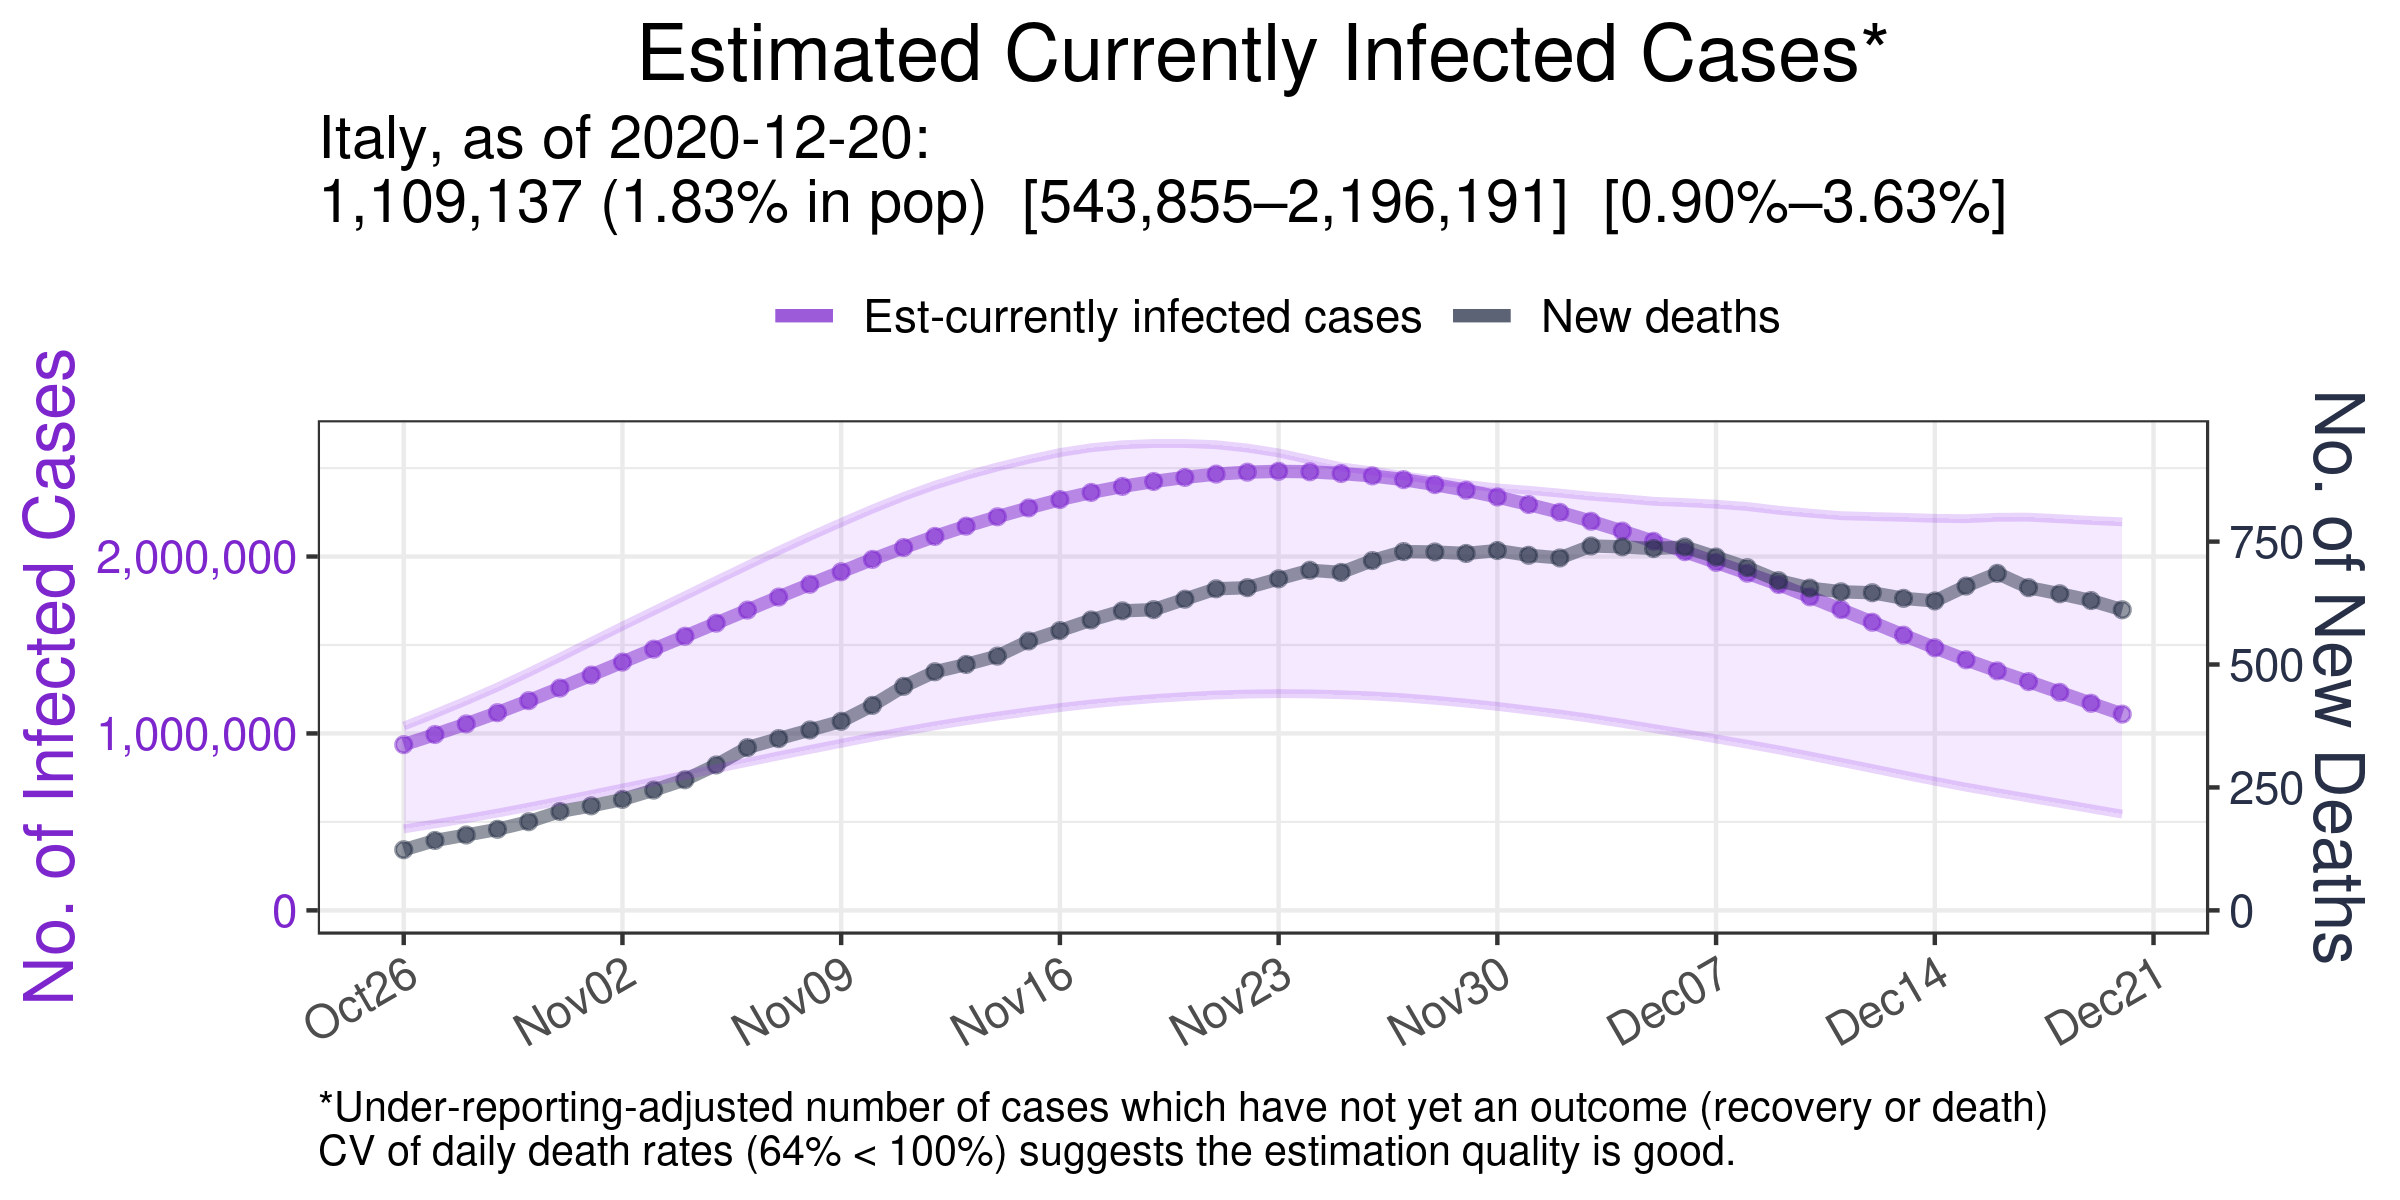 Estimated Currently Infected Cases*
Italy, as of 2020-12-20:
1,109,137 (1.83% in pop) [543,855–2,196,191] [0.90%–3.63%]
Est-currently infected cases
New deaths
No. of Infected Cases
2,000,000
1,000,000
0
No. of New Deaths
750
500
250
0
Oct26
Nov02
Nov09
Nov16
Nov23
Nov30
Dec07
Dec14
Dec21
*Under-reporting-adjusted number of cases which have not yet an outcome (recovery or death)
CV of daily death rates (64% < 100%) suggests the estimation quality is good.